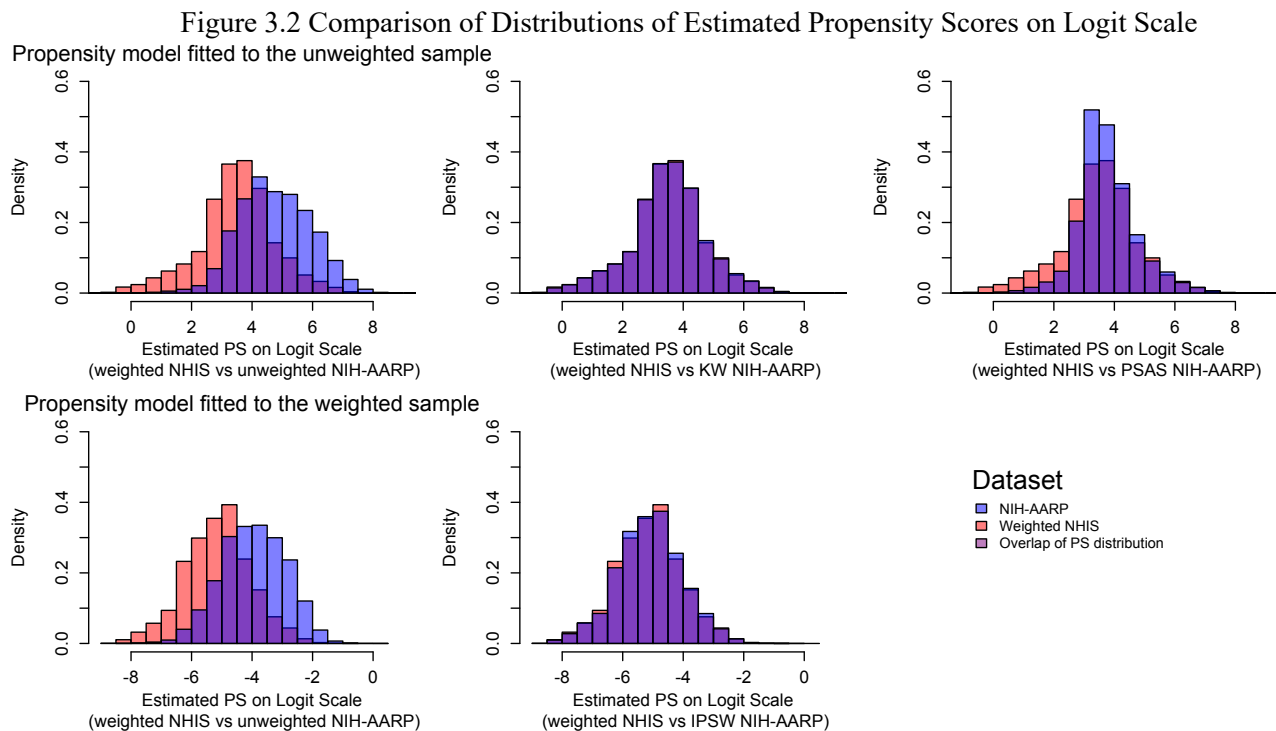 Figure 3.2 Comparison of Distributions of Estimated Propensity Scores on Logit Scale
Propensity model fitted to the unweighted sample
Density
0.0 0.2 0.4 0.6
0 2 4 6 8
Estimated PS on Logit Scale
(weighted NHIS vs unweighted NIH-AARP)
Density
0.0 0.2 0.4 0.6
0 2 4 6 8
Estimated PS on Logit Scale
(weighted NHIS vs KW NIH-AARP)
Density
0.0 0.2 0.4 0.6
0 2 4 6 8
Estimated PS on Logit Scale
(weighted NHIS vs PSAS NIH-AARP)
Propensity model fitted to the weighted sample
Density
0.0 0.2 0.4 0.6
-8 -6 -4 -2 0
Estimated PS on Logit Scale
(weighted NHIS vs unweighted NIH-AARP)
Density
0.0 0.2 0.4 0.6
-8 -6 -4 -2 0
Estimated PS on Logit Scale
(weighted NHIS vs IPSW NIH-AARP)
Dataset
NIH-AARP
Weighted NHIS
Overlap of PS distribution